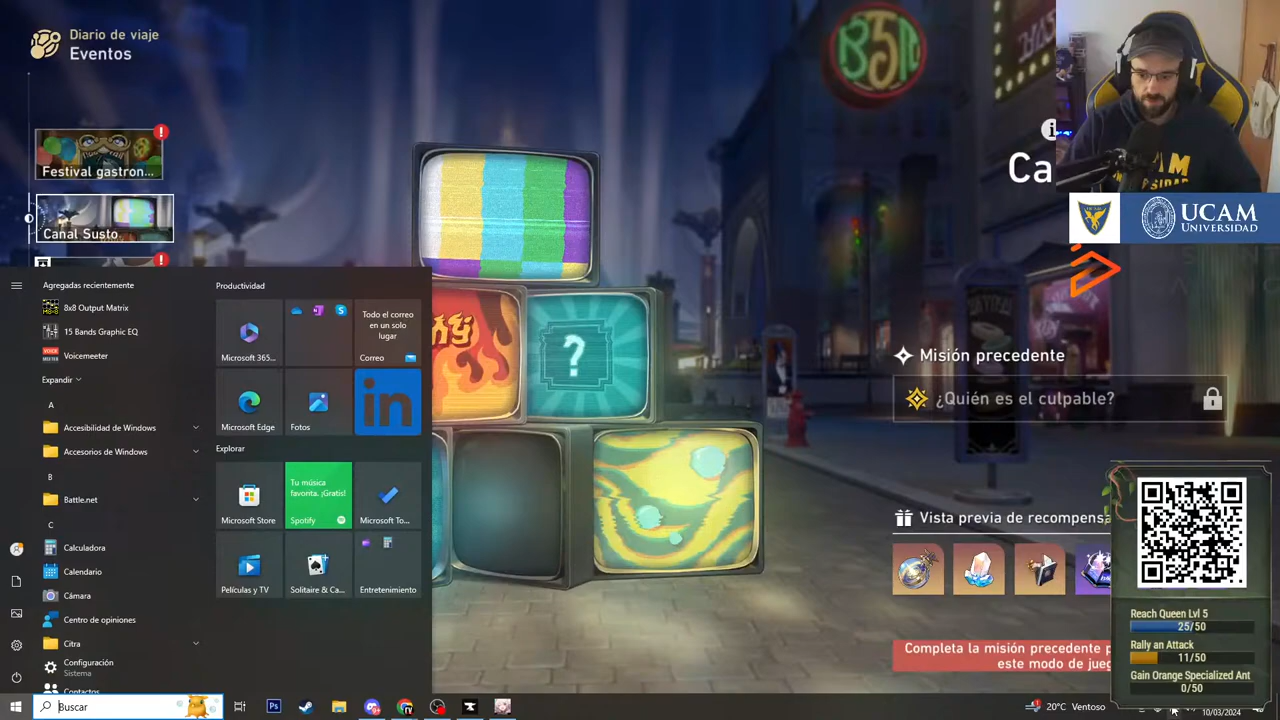 Diario de viaje
Eventos
Festival gastron...
Canal Susto
Ca
UCAM
UNIVERSIDAD
Misión precedente
¿Quién es el culpable?
Vista previa de recompensa
Completa la misión precedente p
este modo de jueg
Reach Queen Lvl 5
25/50
Rally an Attack
11/50
Gain Orange Specialized Ant
0/50
Agregadas recientemente
8x8 Output Matrix
15 Bands Graphic EQ
Voicemeeter
Expandir
A
Accesibilidad de Windows
Accesorios de Windows
B
Battle.net
C
Calculadora
Calendario
Cámara
Centro de opiniones
Citra
Configuración
Sistema
Contactos
Productividad
Microsoft 365...
Todo el correo
en un solo
lugar
Correo
Microsoft Edge
Fotos
in
Explorar
Microsoft Store
Tu música
favorita. ¡Gratis!
Spotify
Microsoft To...
Películas y TV
Solitaire & Ca...
Entretenimiento
Buscar
20°C Ventoso
10/03/2024